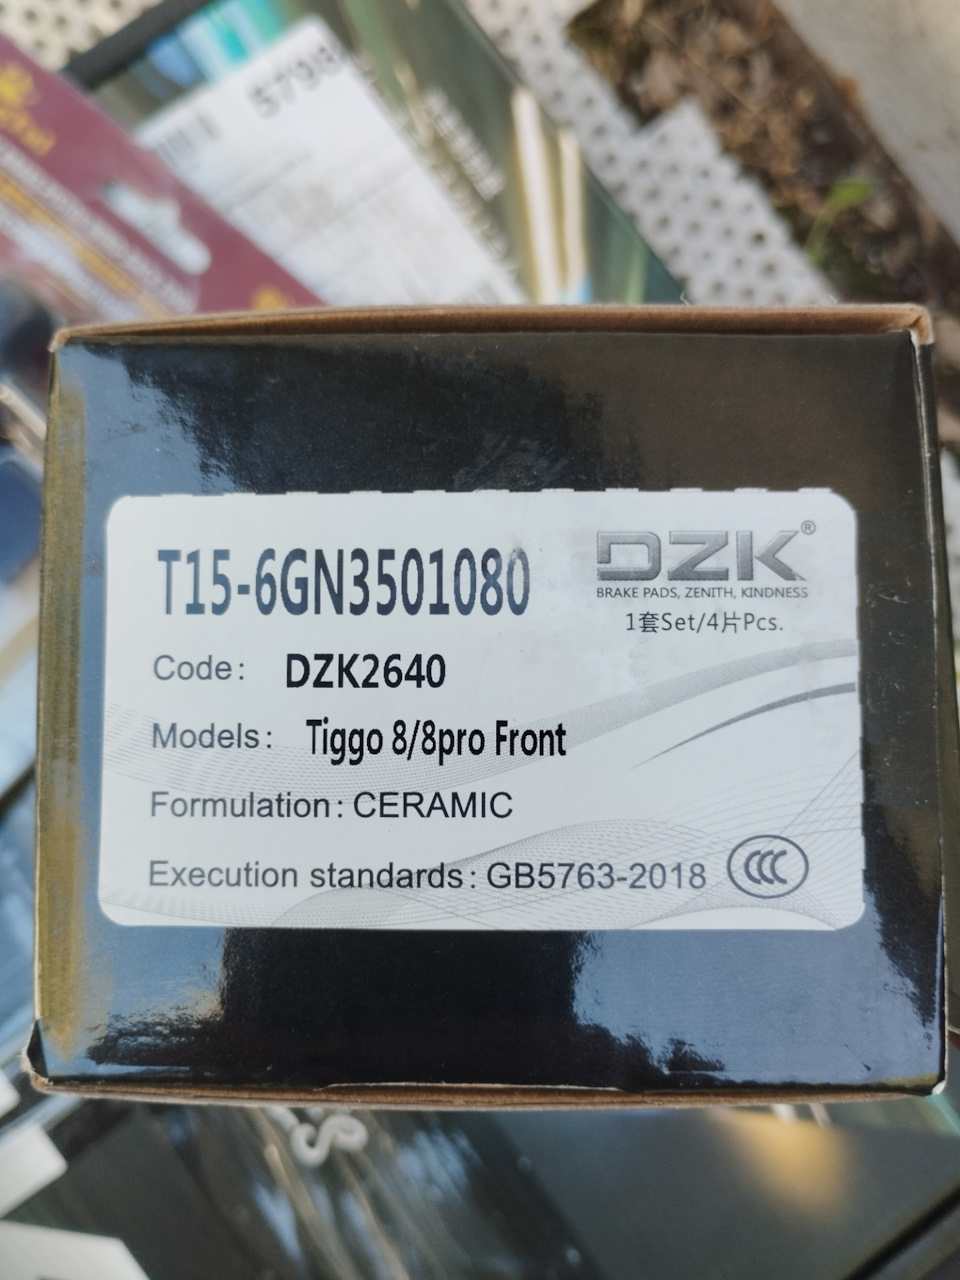 T15-6GN3501080
DZK®
BRAKE PADS, ZENITH, KINDNESS
1套Set/4片Pcs.
Code: DZK2640
Models: Tiggo 8/8pro Front
Formulation: CERAMIC
Execution standards: GB5763-2018
CCC